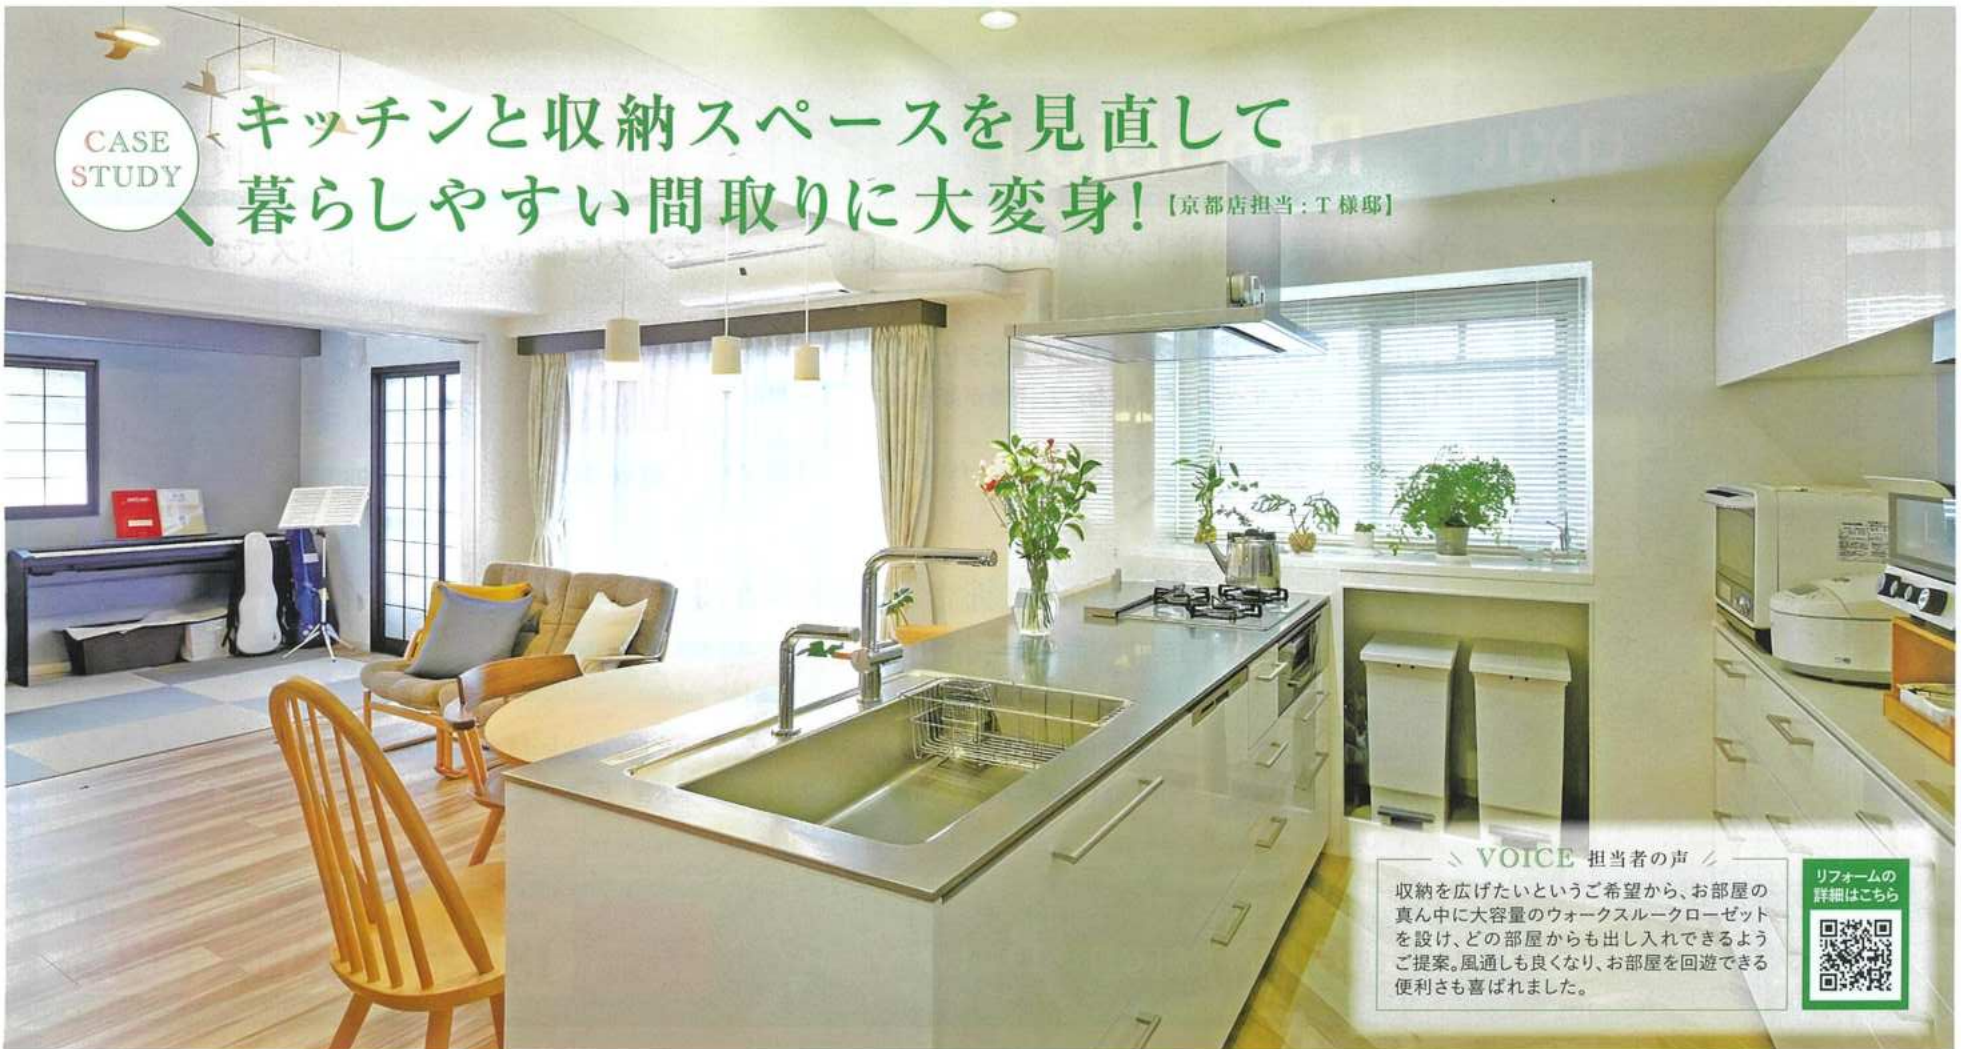 CASE
STUDY
キッチンと収納スペースを見直して
暮らしやすい間取りに大変身!【京都店担当:T様邸】
VOICE 担当者の声
収納を広げたいというご希望から、お部屋の
真ん中に大容量のウォークスルークローゼット
を設け、どの部屋からも出し入れできるよう
ご提案。風通しも良くなり、お部屋を回遊できる
便利さも喜ばれました。
リフォームの
詳細はこちら